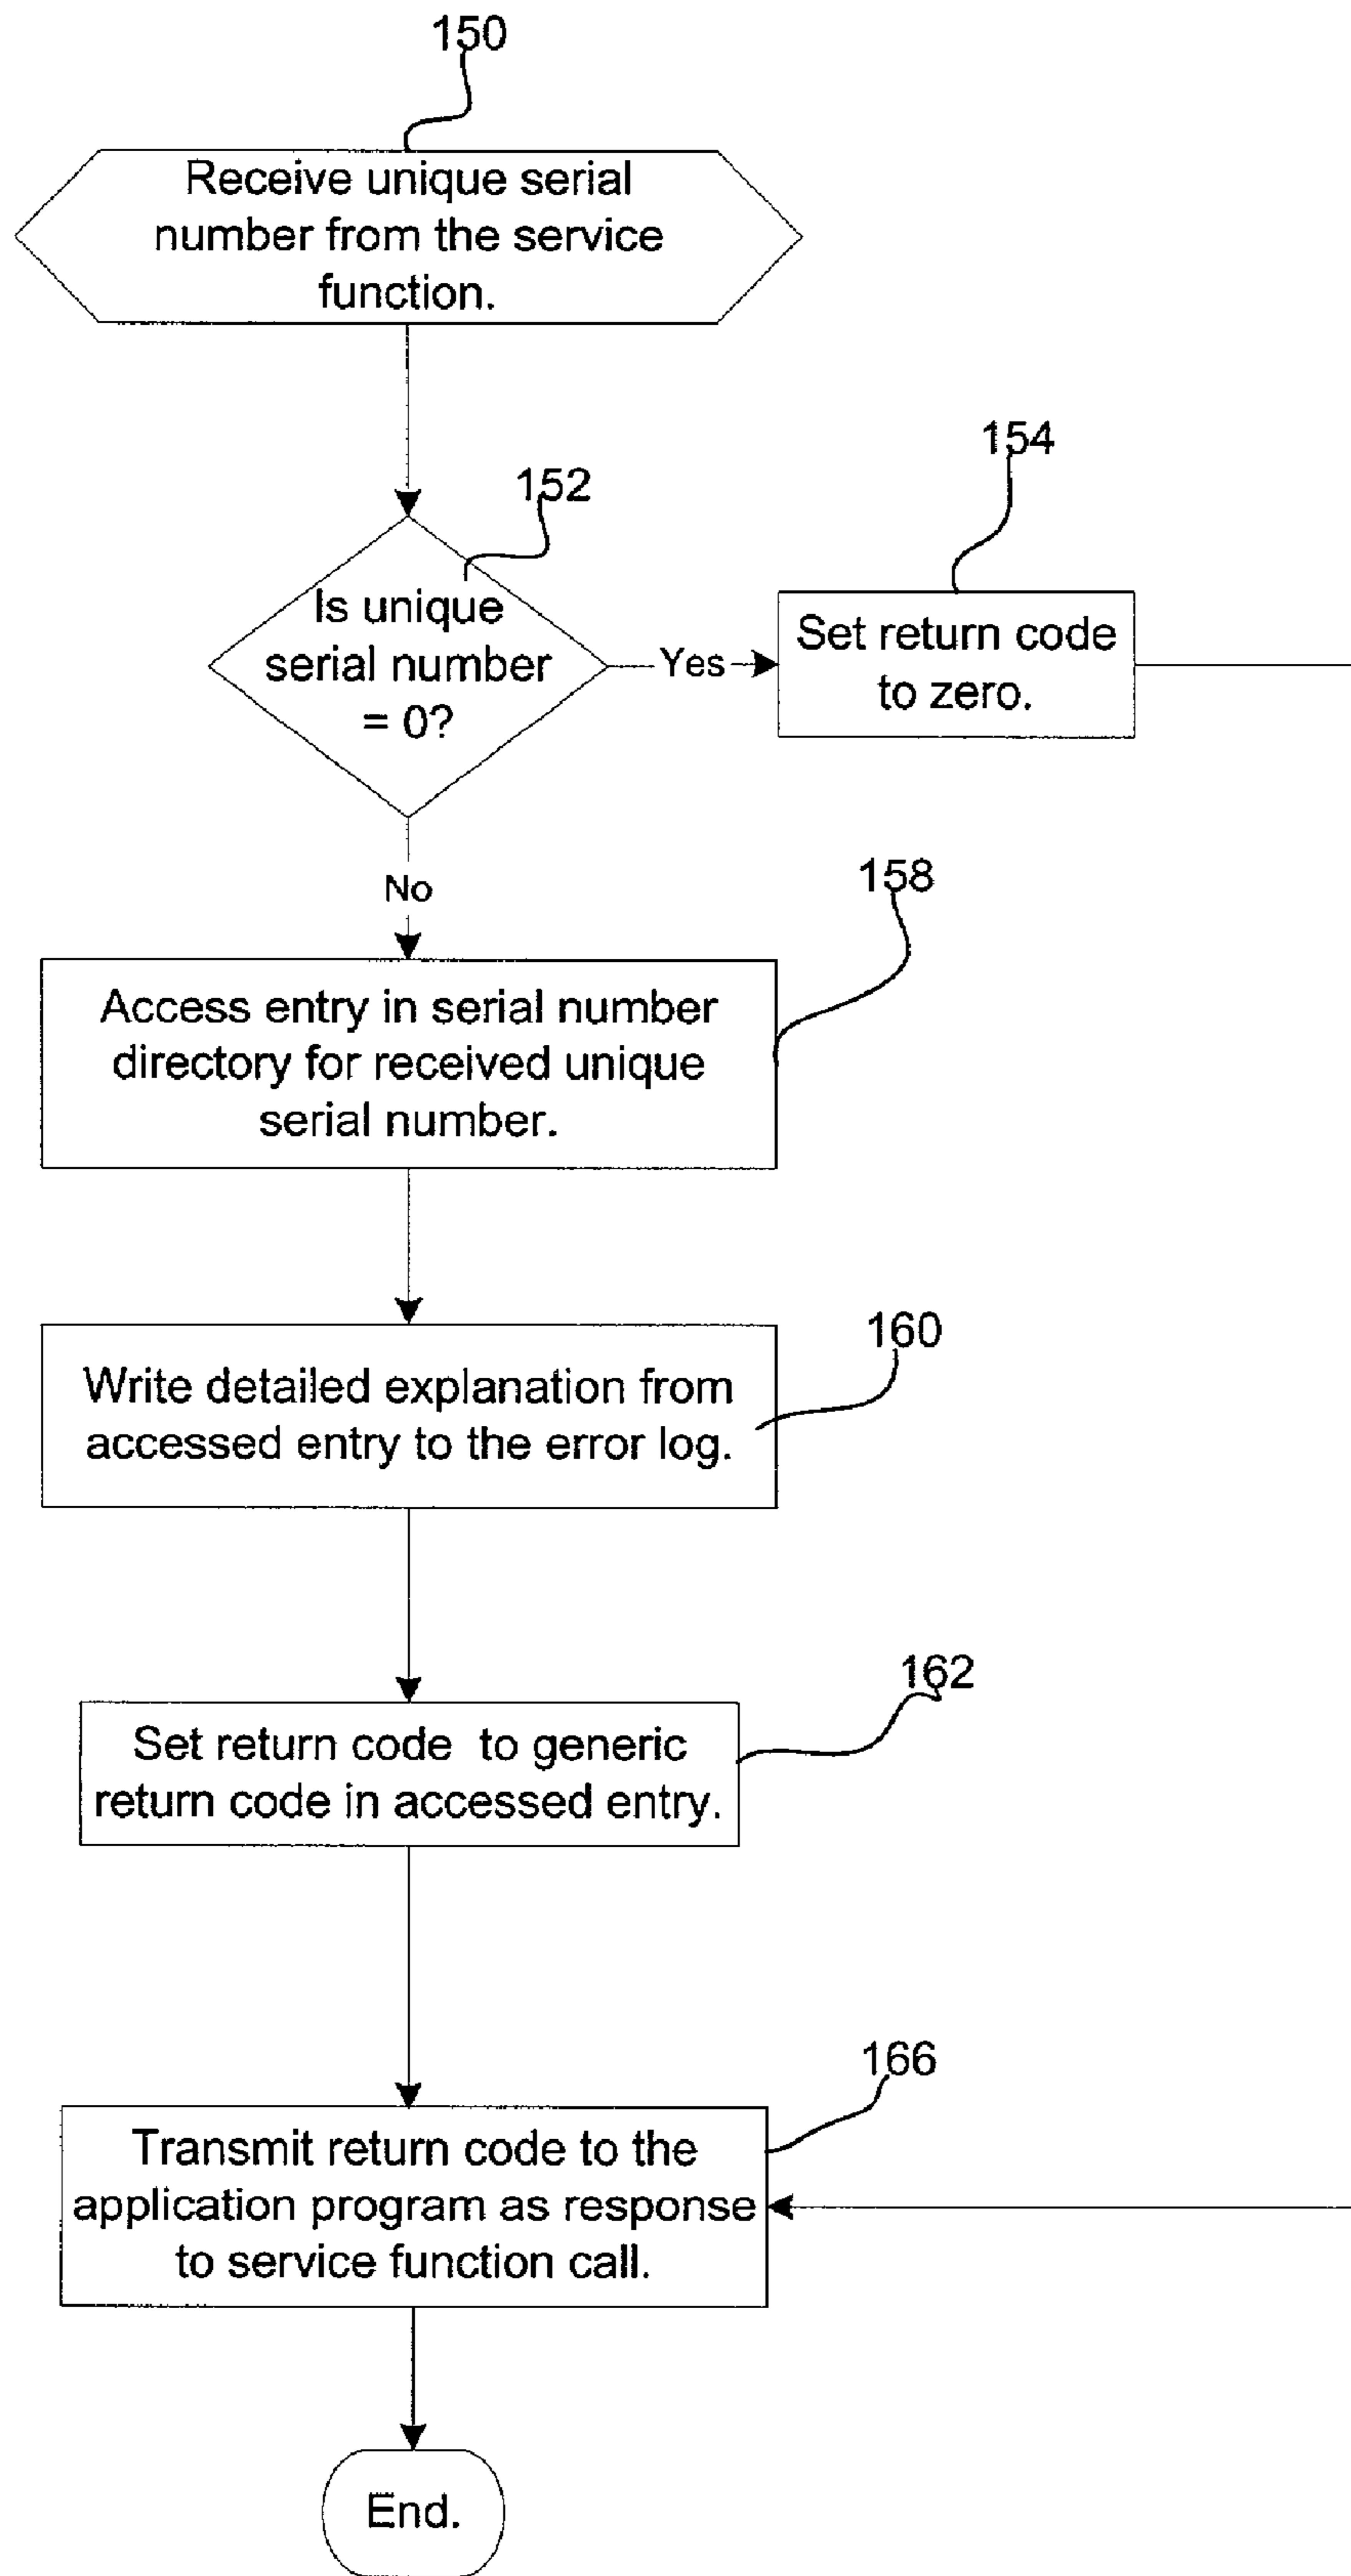 150
Receive unique serial
number from the service
function.
152
Is unique
serial number
= 0?
Yes
154
Set return code
to zero.
No
158
Access entry in serial number
directory for received unique
serial number.
160
Write detailed explanation from
accessed entry to the error log.
162
Set return code to generic
return code in accessed entry.
166
Transmit return code to the
application program as response
to service function call.
End.